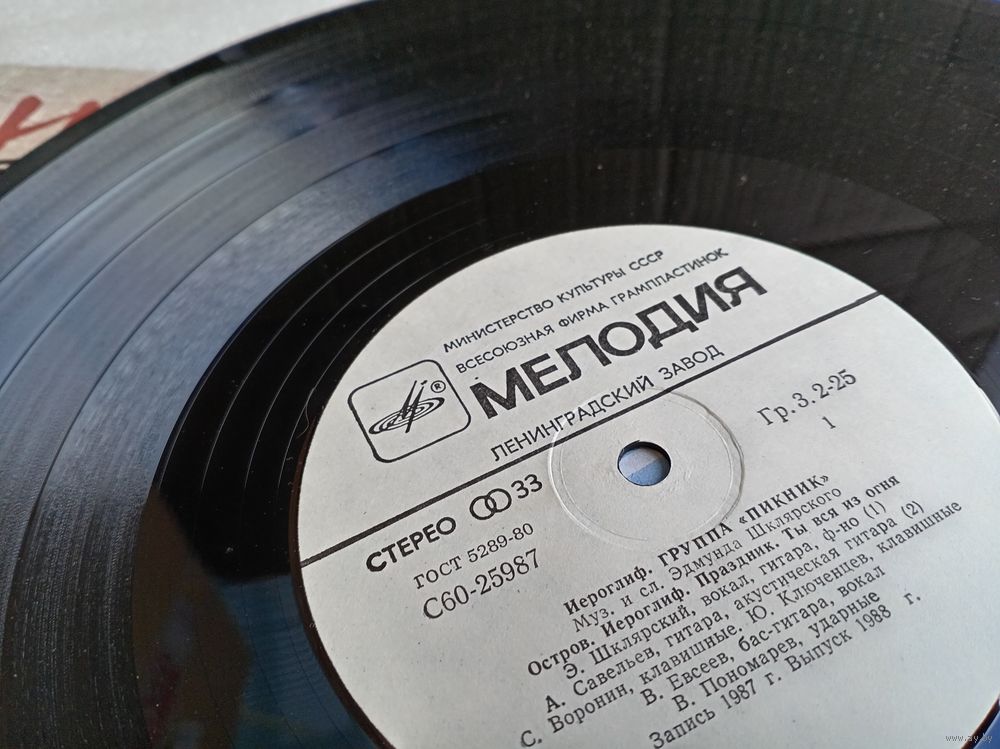 МИНИСТЕРСТВО КУЛЬТУРЫ СССР
ВСЕСОЮЗНАЯ ФИРМА ГРАМПЛАСТИНОК
МЕЛОДИЯ
®
ЛЕНИНГРАДСКИЙ ЗАВОД
СТЕРЕО 33
ГОСТ 5289-80
С60-25987
Гр.3.2-25
1
Иероглиф. ГРУППА «ПИКНИК»
Муз. и сл. Эдмунда Шклярского
Остров. Иероглиф. Праздник. Ты вся из огня
Э. Шклярский, вокал, гитара, ф-но (1)
А. Савельев, гитара, акустическая гитара (2)
С. Воронин, клавишные. Ю. Ключенцев, клавишные
В. Евсеев, бас-гитара, вокал
В. Пономарев, ударные
Запись 1987 г. Выпуск 1988 г.
www.ay.by